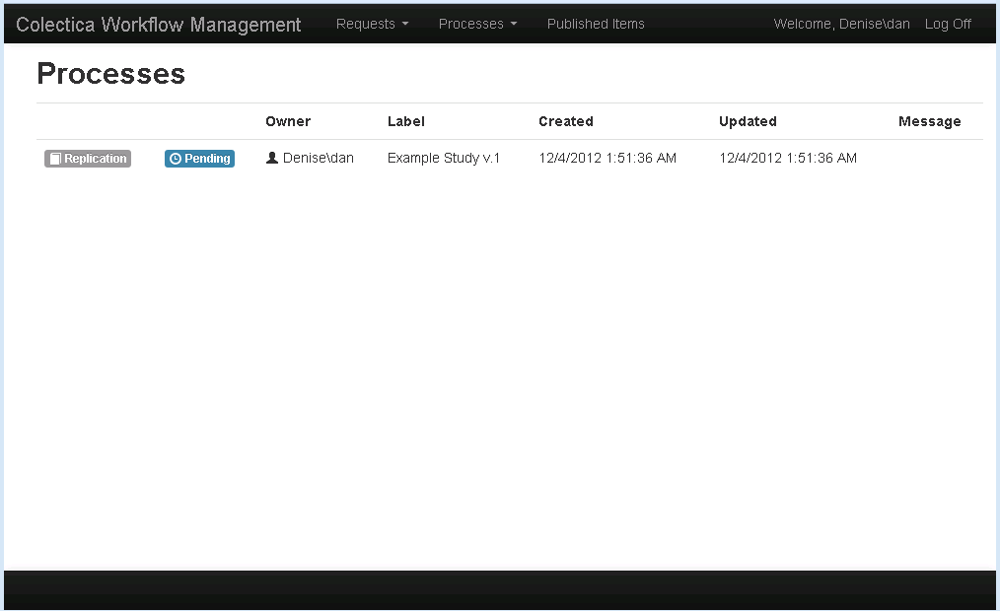 Colectica Workflow Management Requests Processes Published Items Welcome, Denise\dan Log Off
Processes
Owner Label Created Updated Message
Replication Pending Denise\dan Example Study v.1 12/4/2012 1:51:36 AM 12/4/2012 1:51:36 AM